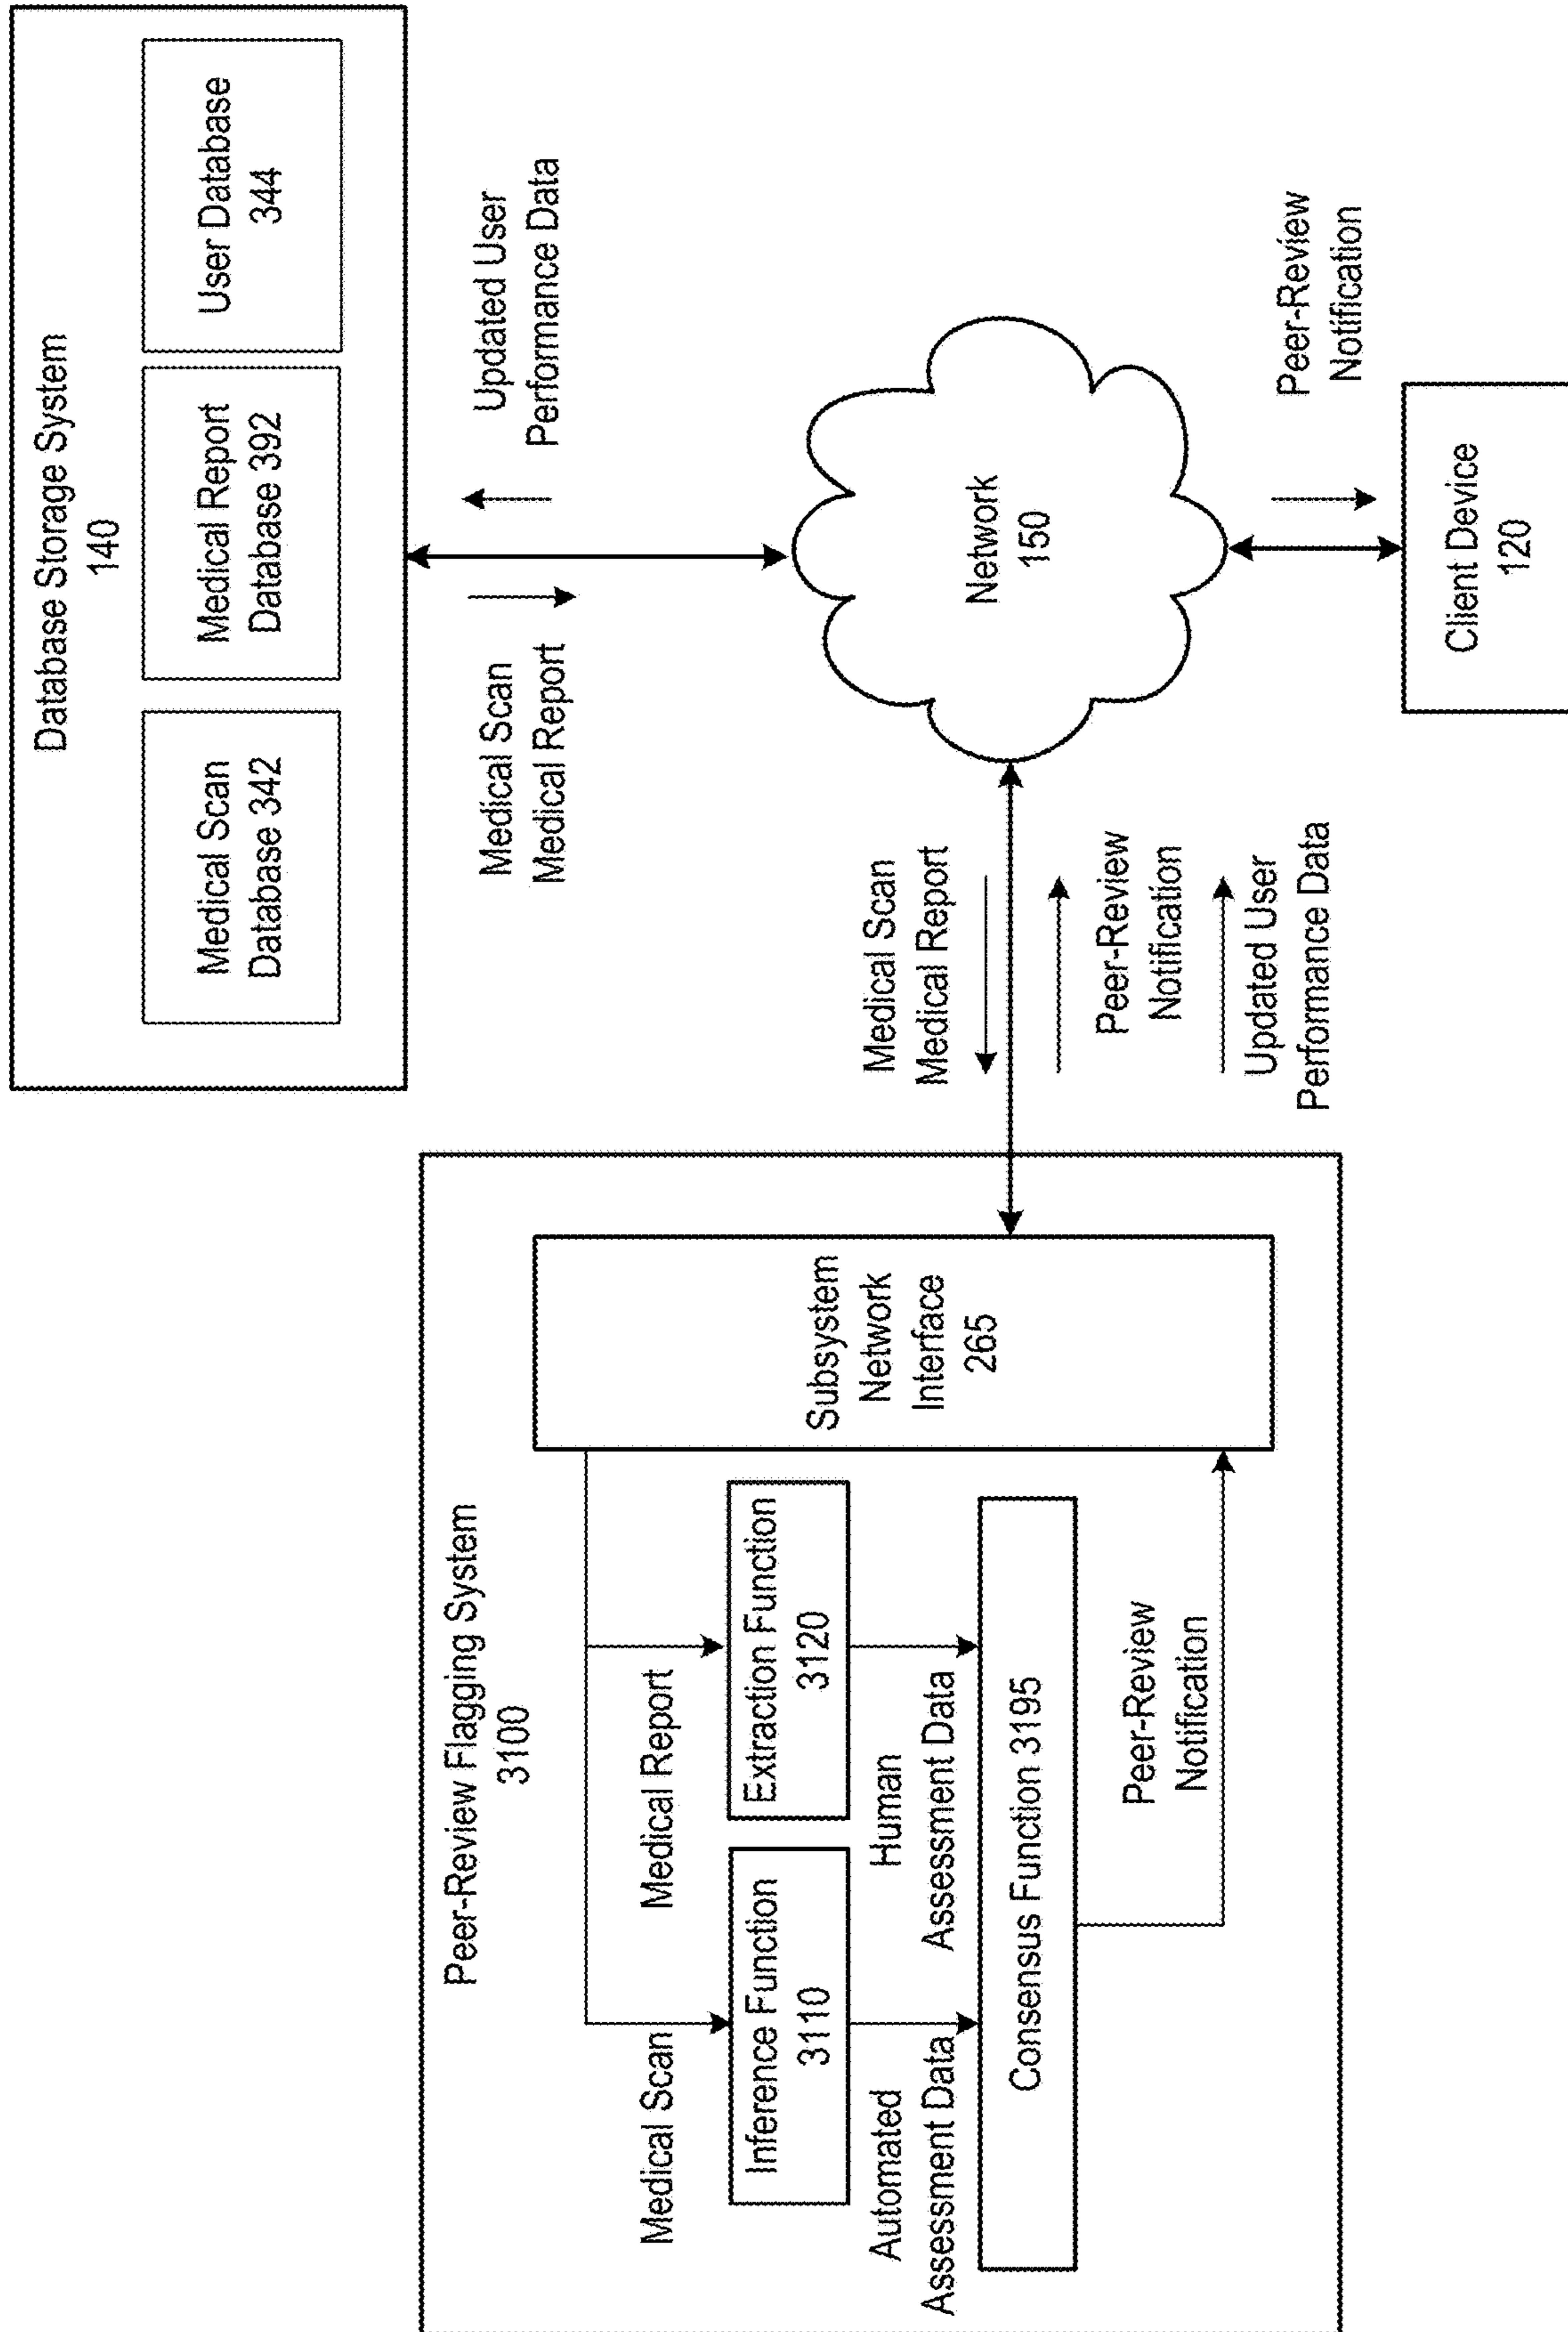 Database Storage System
140
Medical Scan
Database 342
Medical Report
Database 392
User Database
344
Medical Scan
Medical Report
Updated User
Performance Data
Peer-Review Flagging System
3100
Medical Scan
Medical Report
Inference Function
3110
Extraction Function
3120
Automated
Assessment Data
Human
Assessment Data
Consensus Function 3195
Peer-Review
Notification
Subsystem
Network
Interface
265
Medical Scan
Medical Report
Peer-Review
Notification
Updated User
Performance Data
Network
150
Peer-Review
Notification
Client Device
120